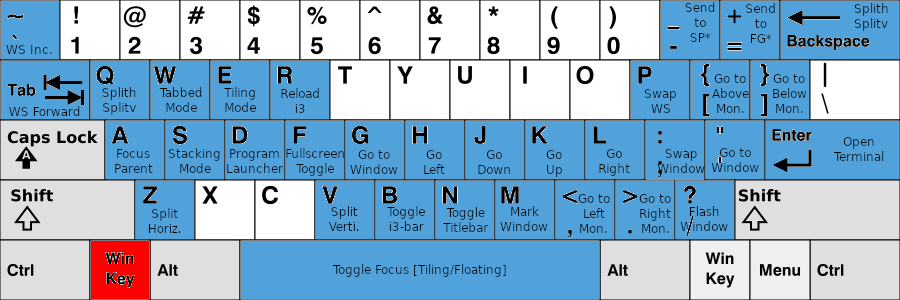 ~ ! @ # $ % ^ & * ( ) _ Send to SP* + Send to FG* Splith Splitv
` WS Inc. 1 2 3 4 5 6 7 8 9 0 - = Backspace
Tab WS Forward
Q Splith Splitv
W Tabbed Mode
E Tiling Mode
R Reload i3
T Y U I O
P Swap WS
{ [ Go to Above Mon.
} ] Go to Below Mon.
| \
Caps Lock A
A Focus Parent
S Stacking Mode
D Program Launcher
F Fullscreen Toggle
G Go to Window
H Go Left
J Go Down
K Go Up
L Go Right
: ; Swap Window
" ' Go to Window
Enter Open Terminal
Shift
Z Split Horiz.
X C
V Split Verti.
B Toggle i3-bar
N Toggle Titlebar
M Mark Window
< , Go to Left Mon.
> . Go to Right Mon.
? / Flash Window
Shift
Ctrl
Win Key
Alt
Toggle Focus [Tiling/Floating]
Alt
Win Key
Menu
Ctrl